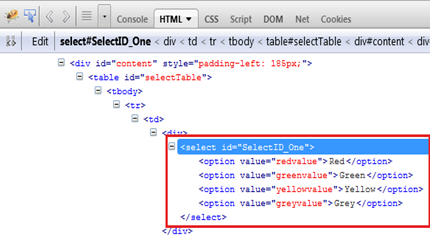 Console HTML CSS Script DOM Net Cookies
Edit select#SelectID_One < div < td < tr < tbody < table#selectTable < div#content < div
<div id="content" style="padding-left: 185px;">
<table id="selectTable">
<tbody>
<tr>
<td>
<div>
<select id="SelectID_One">
<option value="redvalue">Red</option>
<option value="greenvalue">Green</option>
<option value="yellowvalue">Yellow</option>
<option value="greyvalue">Grey</option>
</select>
</div>